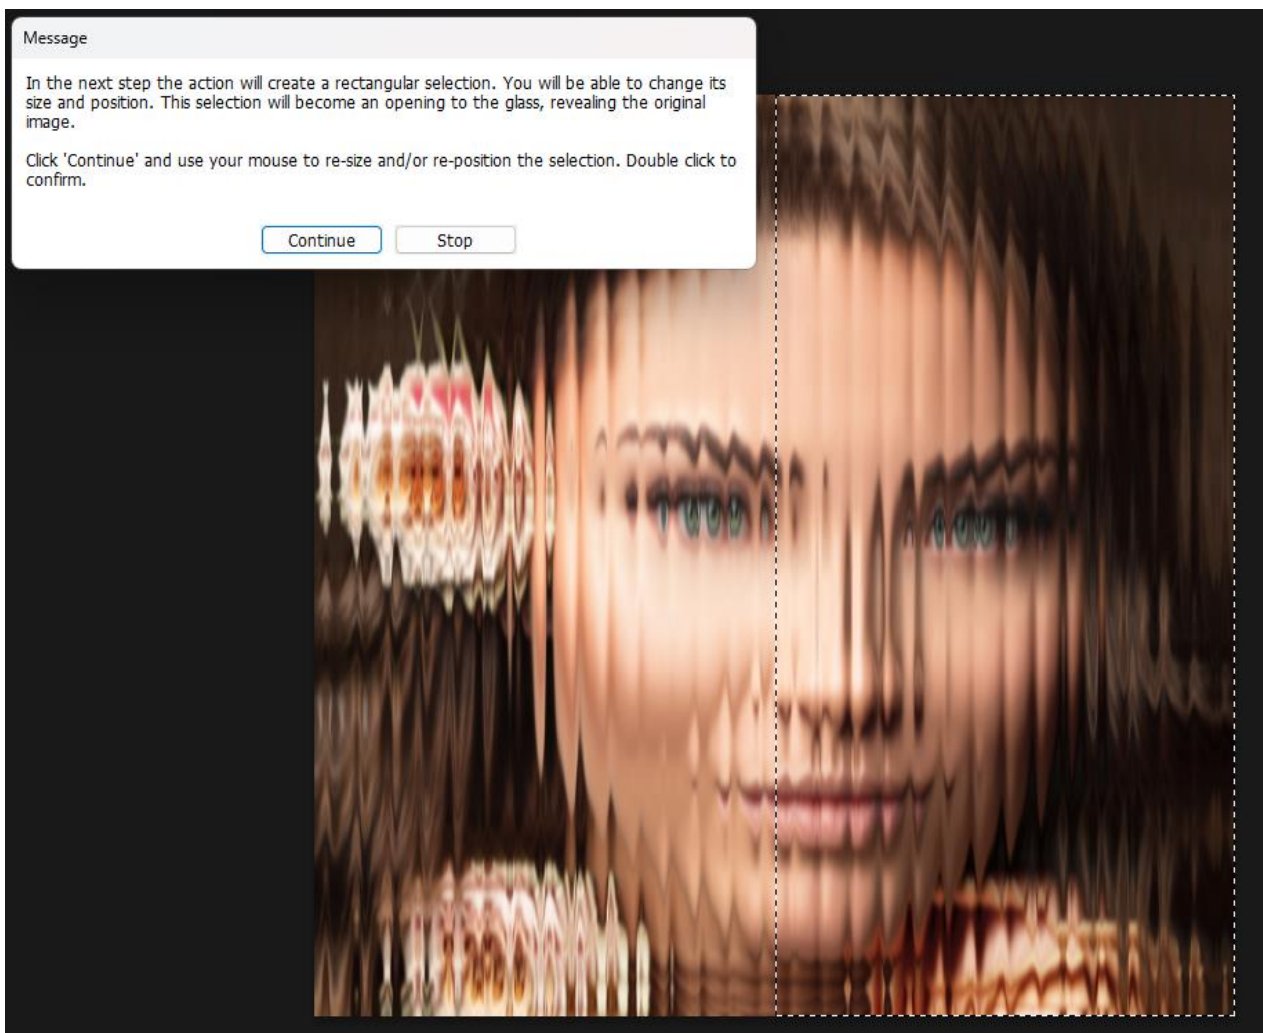 Message
In the next step the action will create a rectangular selection. You will be able to change its
size and position. This selection will become an opening to the glass, revealing the original
image.
Click 'Continue' and use your mouse to re-size and/or re-position the selection. Double click to
confirm.
Continue
Stop